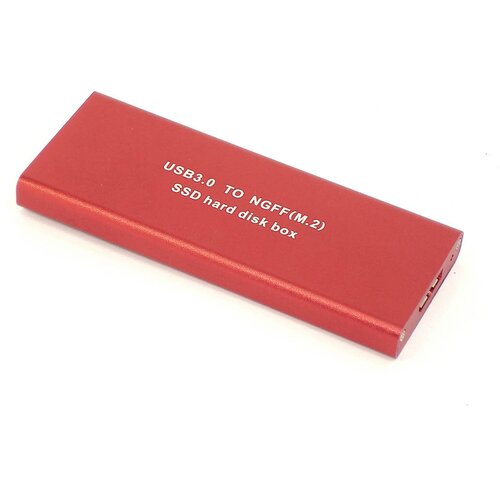 USB3.0 TO NGFF(M.2)
SSD hard disk box